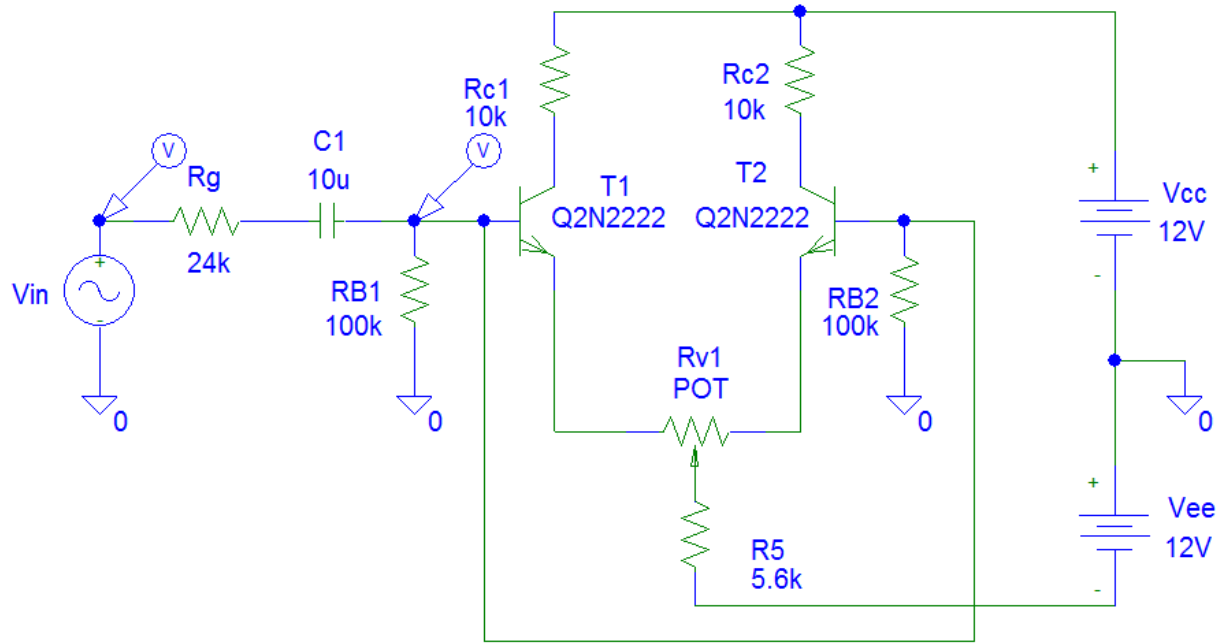 Rc1
10k
Rc2
10k
V
Rg
24k
C1
10u
V
T1
Q2N2222
T2
Q2N2222
+
Vcc
12V
-
Vin
+
-
RB1
100k
RB2
100k
Rv1
POT
0
0
0
0
R5
5.6k
+
Vee
12V
-